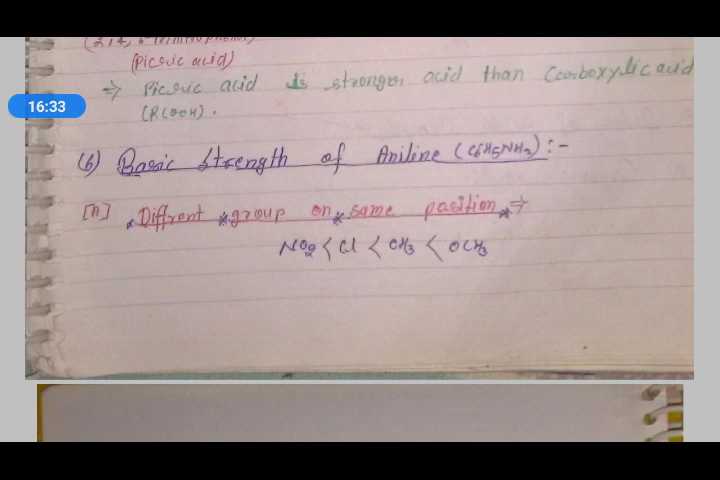 (Picric acid)
⇒ Picric acid is stronger acid than Carboxylic acid
(RCOOH).
16:33
(6) Basic strength of Aniline (C6H5NH2) :-
[A] *Diffrent *group on *same position* ⇒
NO2 < Cl < CH3 < OCH3